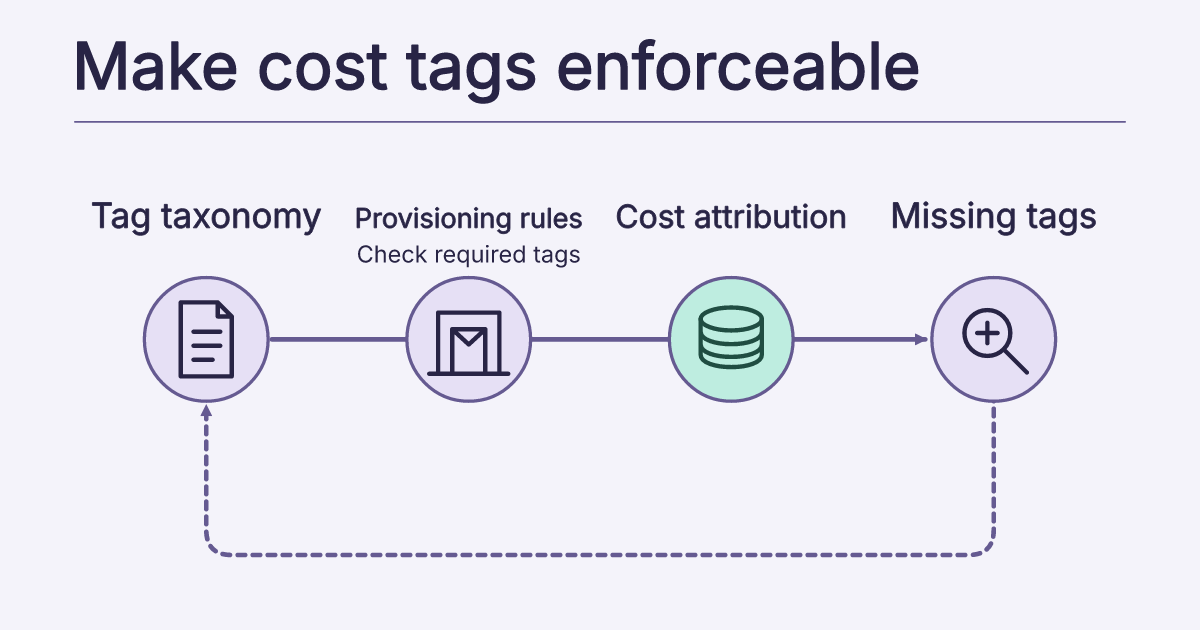 Make cost tags enforceable
Tag taxonomy
Provisioning rules
Check required tags
Cost attribution
Missing tags